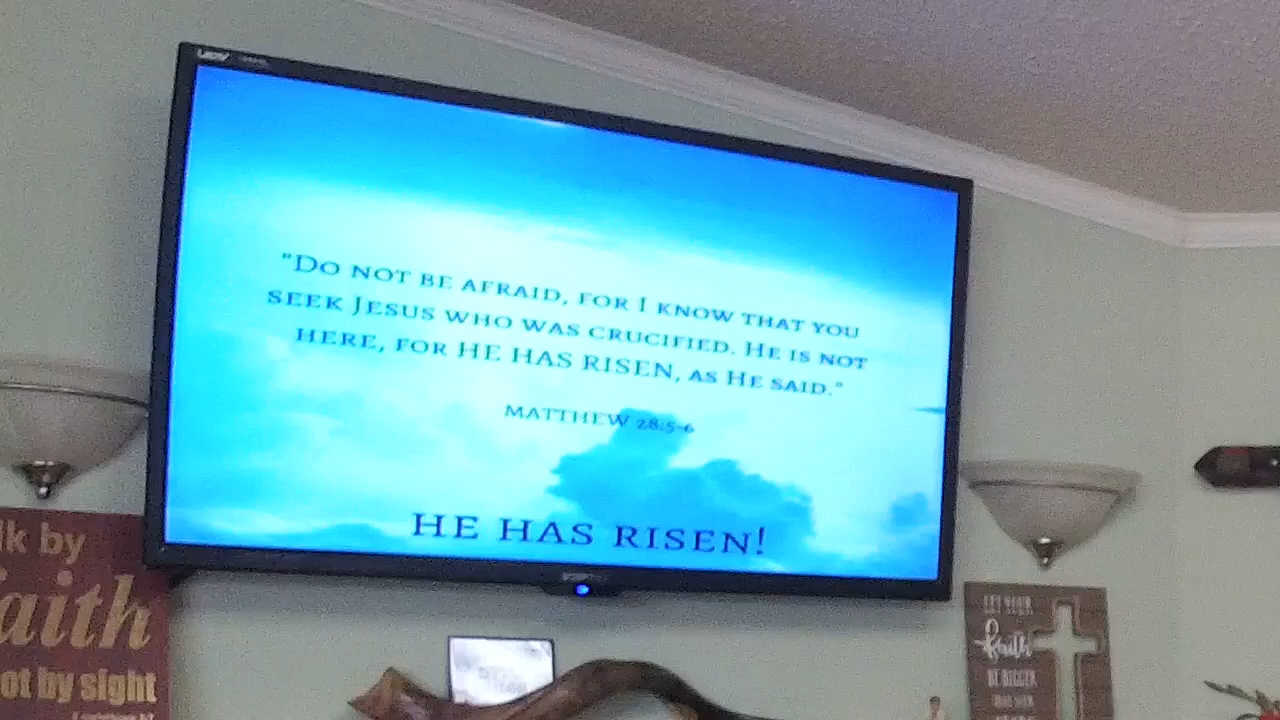 "Do not be afraid, for I know that you
seek Jesus who was crucified. He is not
here, for HE HAS RISEN, as He said."
Matthew 28:5-6
HE HAS RISEN!
lk by
faith
ot by sight
LET YOUR
Faith
BE BIGGER